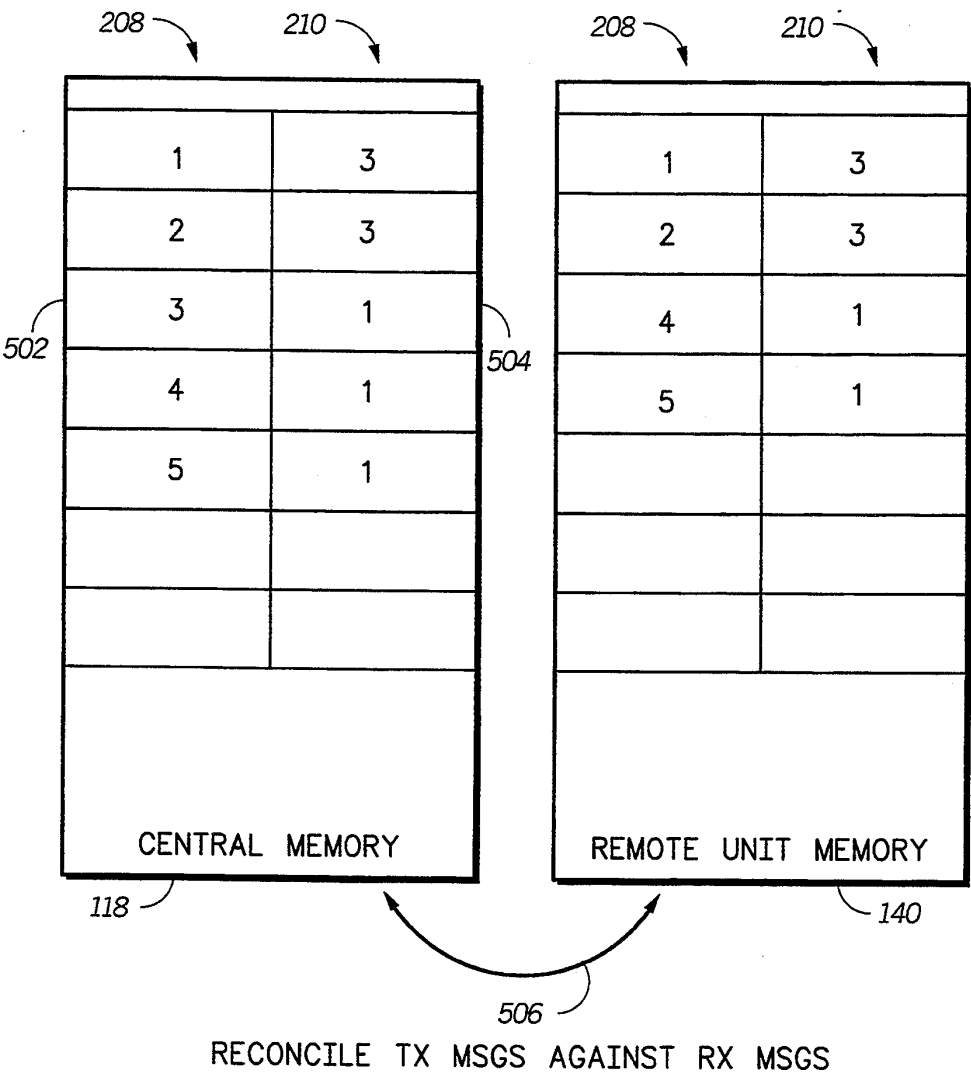 208 210 208 210
1 3 1 3
2 3 2 3
3 1 4 1
502 504
4 1 5 1
5 1
CENTRAL MEMORY REMOTE UNIT MEMORY
118 140
506
RECONCILE TX MSGS AGAINST RX MSGS